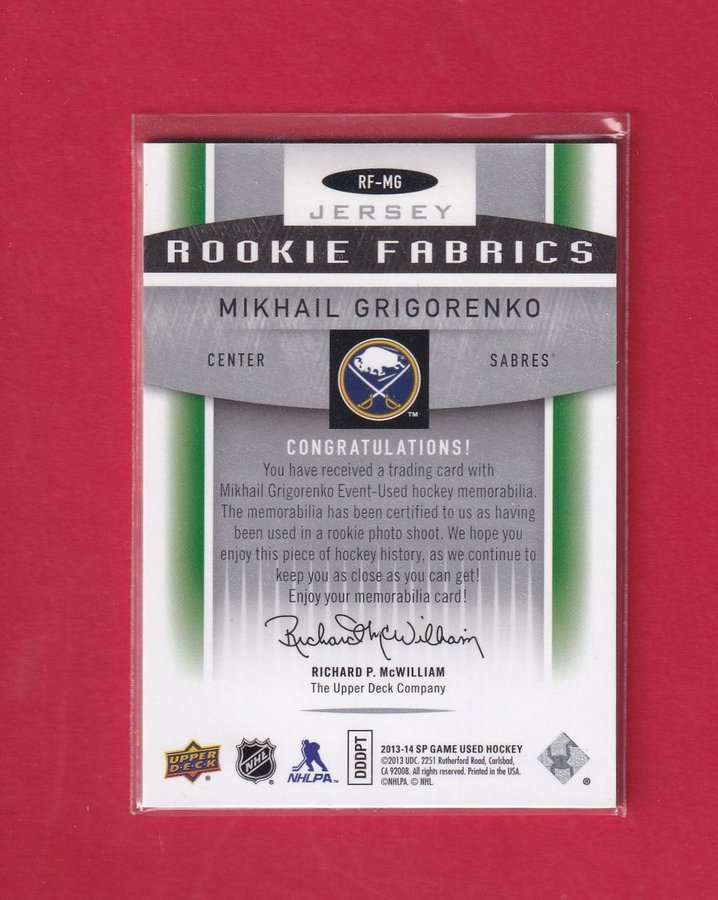 RF-MG
JERSEY
ROOKIE FABRICS
MIKHAIL GRIGORENKO
CENTER
SABRES®
TM
CONGRATULATIONS!
You have received a trading card with
Mikhail Grigorenko Event-Used hockey memorabilia.
The memorabilia has been certified to us as having
been used in a rookie photo shoot. We hope you
enjoy this piece of hockey history, as we continue to
keep you as close as you can get!
Enjoy your memorabilia card!
Richard P. McWilliam
RICHARD P. McWILLIAM
The Upper Deck Company
UPPER DECK ®
NHL ®
NHLPA™
DDDPT
2013-14 SP GAME USED HOCKEY
©2013 UDC. 2251 Rutherford Road, Carlsbad,
CA 92008. All rights reserved. Printed in the USA.
©NHLPA. © NHL.
®